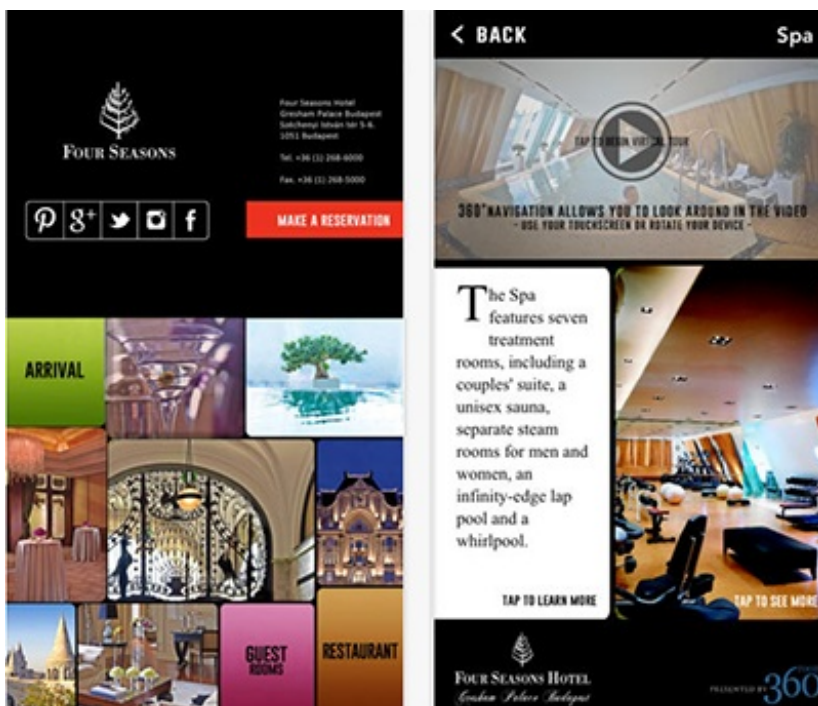 FOUR SEASONS
Four Seasons Hotel
Gresham Palace Budapest
Széchenyi István tér 5-6.
1051 Budapest
Tel. +36 (1) 268-6000
Fax. +36 (1) 268-5000
MAKE A RESERVATION
ARRIVAL
GUEST
ROOMS
RESTAURANT
< BACK
Spa
TAP TO BEGIN VIRTUAL TOUR
360°NAVIGATION ALLOWS YOU TO LOOK AROUND IN THE VIDEO
- USE YOUR TOUCHSCREEN OR ROTATE YOUR DEVICE -
The Spa
features seven
treatment
rooms, including a
couples' suite, a
unisex sauna,
separate steam
rooms for men and
women, an
infinity-edge lap
pool and a
whirlpool.
TAP TO LEARN MORE
TAP TO SEE MORE
FOUR SEASONS HOTEL
Gresham Palace Budapest
PRESENTED BY 360